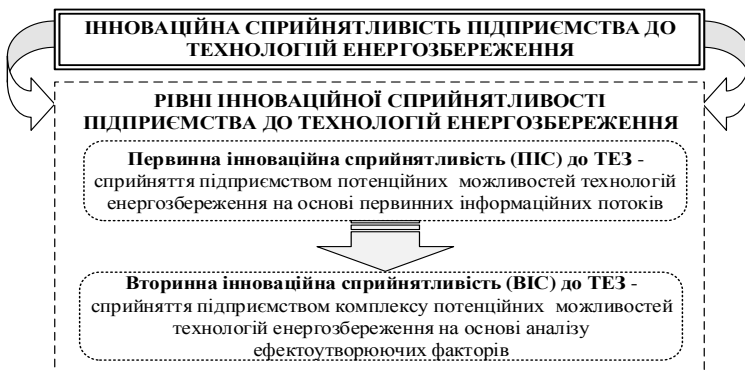 ІННОВАЦІЙНА СПРИЙНЯТЛИВІСТЬ ПІДПРИЄМСТВА ДО
ТЕХНОЛОГІЙ ЕНЕРГОЗБЕРЕЖЕННЯ
РІВНІ ІННОВАЦІЙНОЇ СПРИЙНЯТЛИВОСТІ
ПІДПРИЄМСТВА ДО ТЕХНОЛОГІЙ ЕНЕРГОЗБЕРЕЖЕННЯ
Первинна інноваційна сприйнятливість (ПІС) до ТЕЗ -
сприйняття підприємством потенційних можливостей технологій
енергозбереження на основі первинних інформаційних потоків
Вторинна інноваційна сприйнятливість (ВІС) до ТЕЗ -
сприйняття підприємством комплексу потенційних можливостей
технологій енергозбереження на основі аналізу
ефектоутворюючих факторів